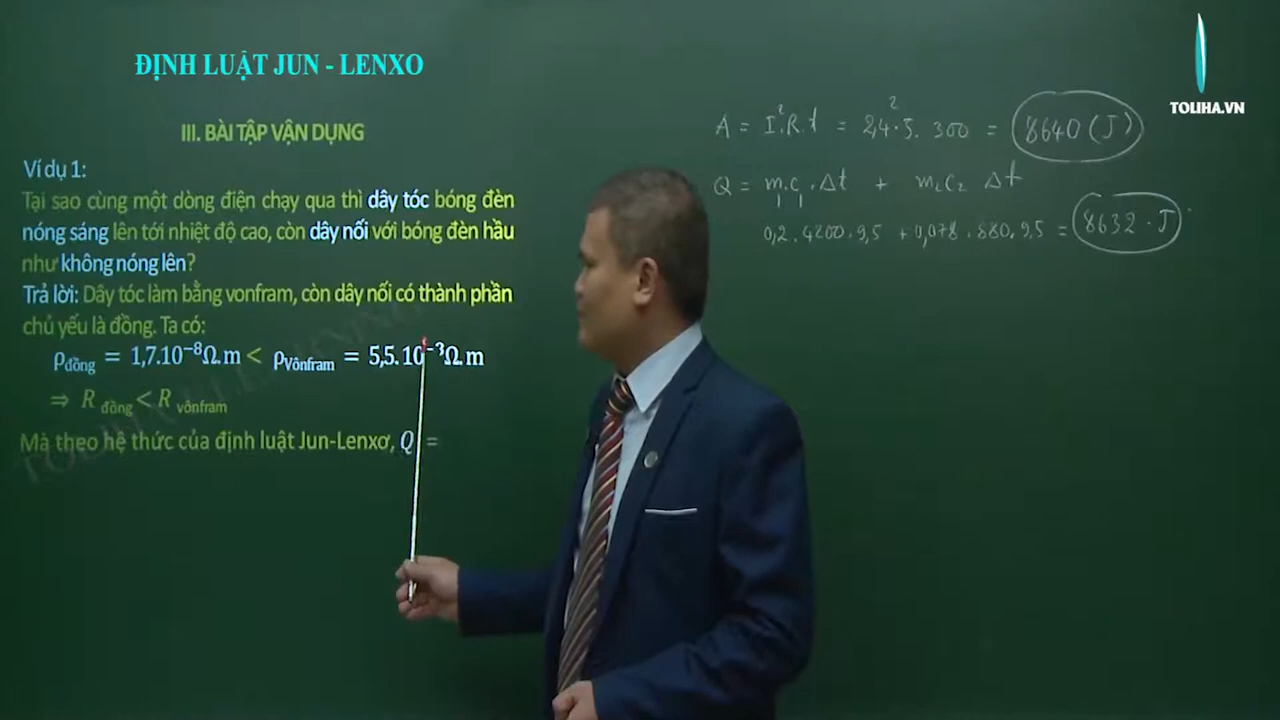 ĐỊNH LUẬT JUN - LENXO
TOLIHA.VN
III. BÀI TẬP VẬN DỤNG
Ví dụ 1:
Tại sao cùng một dòng điện chạy qua thì dây tóc bóng đèn
nóng sáng lên tới nhiệt độ cao, còn dây nối với bóng đèn hầu
như không nóng lên?
Trả lời: Dây tóc làm bằng vonfram, còn dây nối có thành phần
chủ yếu là đồng. Ta có:
ρđồng = 1,7.10⁻⁸Ω.m < ρVônfram = 5,5.10⁻³Ω.m
⇒ R đồng < R vônfram
Mà theo hệ thức của định luật Jun-Lenxơ, Q =
A = I².R.t = 2,4².5.300 = 8640 (J)
Q = m₁c₁.Δt + m₂c₂ Δt
0,2.4200.9,5 + 0,078.880.9,5 = 8632.J